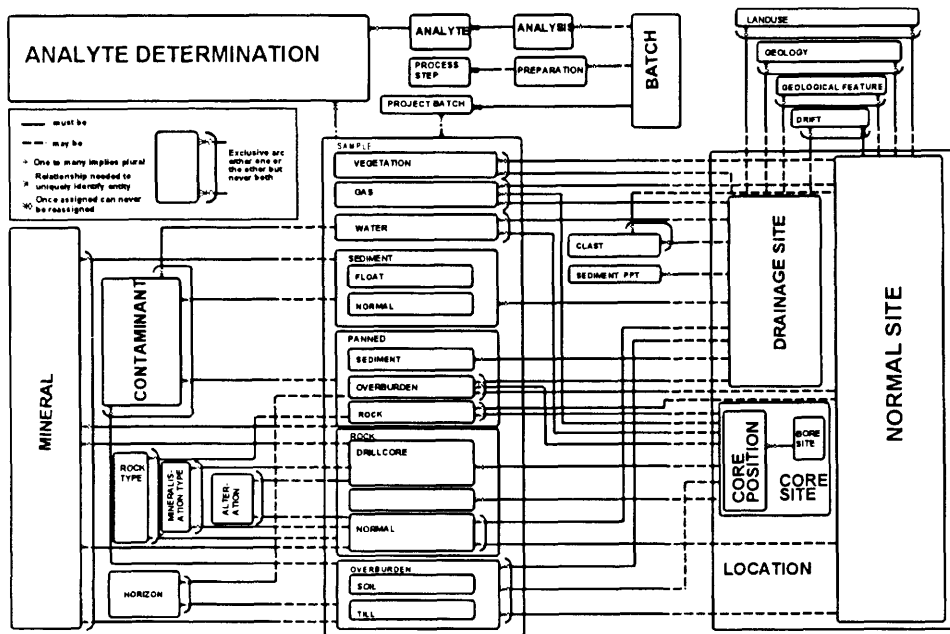 ANALYTE DETERMINATION
ANALYTE
ANALYSIS
PROCESS
STEP
PREPARATION
PROJECT BATCH
BATCH
LANDUSE
GEOLOGY
GEOLOGICAL FEATURE
DRIFT
must be
may be
One to many implies plural
Relationship needed to
uniquely identify entity
Once assigned can never
be reassigned
Exclusive arc
either one or
the other but
never both
SAMPLE
VEGETATION
GAS
WATER
SEDIMENT
FLOAT
NORMAL
PANNED
SEDIMENT
OVERBURDEN
ROCK
ROCK
DRILLCORE
NORMAL
OVERBURDEN
SOIL
TILL
MINERAL
CONTAMINANT
ROCK
TYPE
MINERALIS-
ATION TYPE
ALTER-
ATION
HORIZON
CLAST
SEDIMENT PPT
DRAINAGE SITE
NORMAL SITE
CORE
POSITION
SITE
CORE
SITE
LOCATION